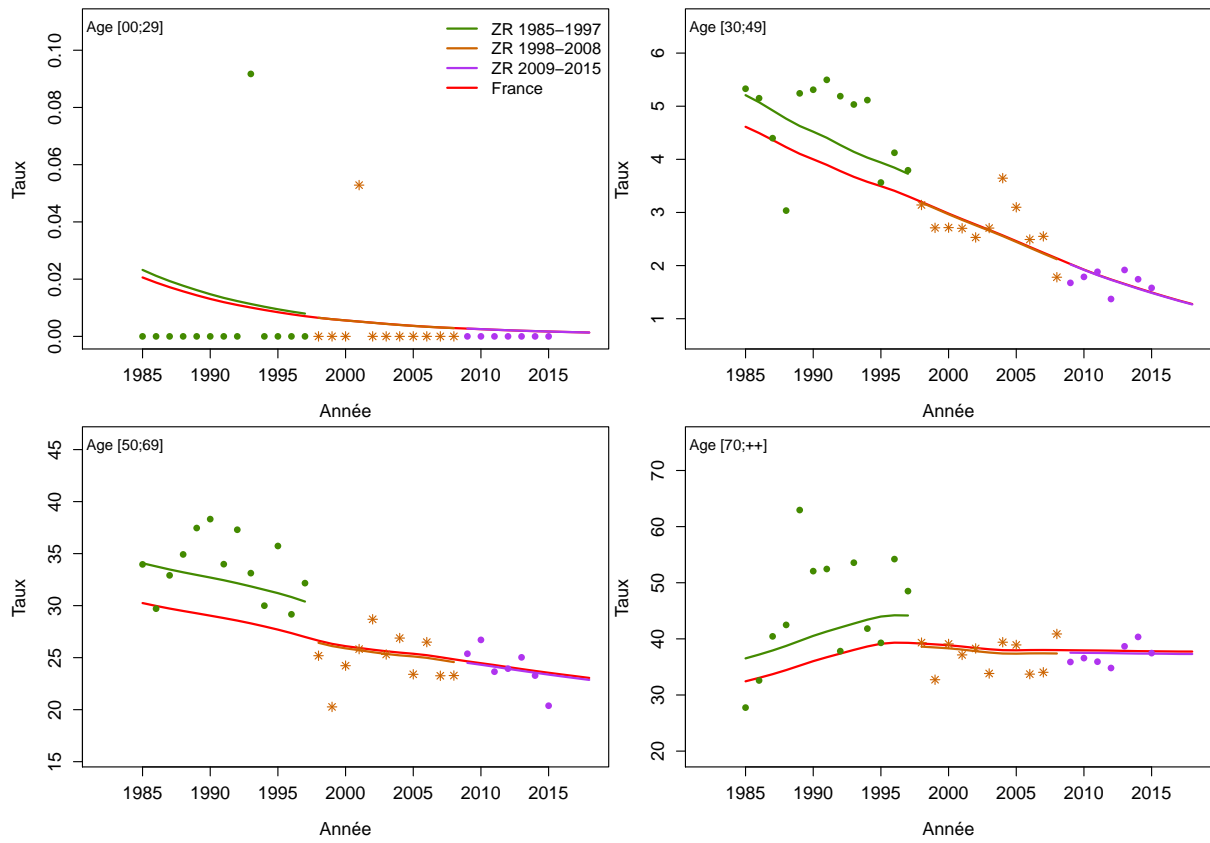 Age [00;29]
ZR 1985−1997
ZR 1998−2008
ZR 2009−2015
France
Taux
0.10
0.08
0.06
0.04
0.02
0.00
1985 1990 1995 2000 2005 2010 2015
Année
Age [30;49]
Taux
6
5
4
3
2
1
1985 1990 1995 2000 2005 2010 2015
Année
Age [50;69]
Taux
45
40
35
30
25
20
15
1985 1990 1995 2000 2005 2010 2015
Année
Age [70;++]
Taux
70
60
50
40
30
20
1985 1990 1995 2000 2005 2010 2015
Année